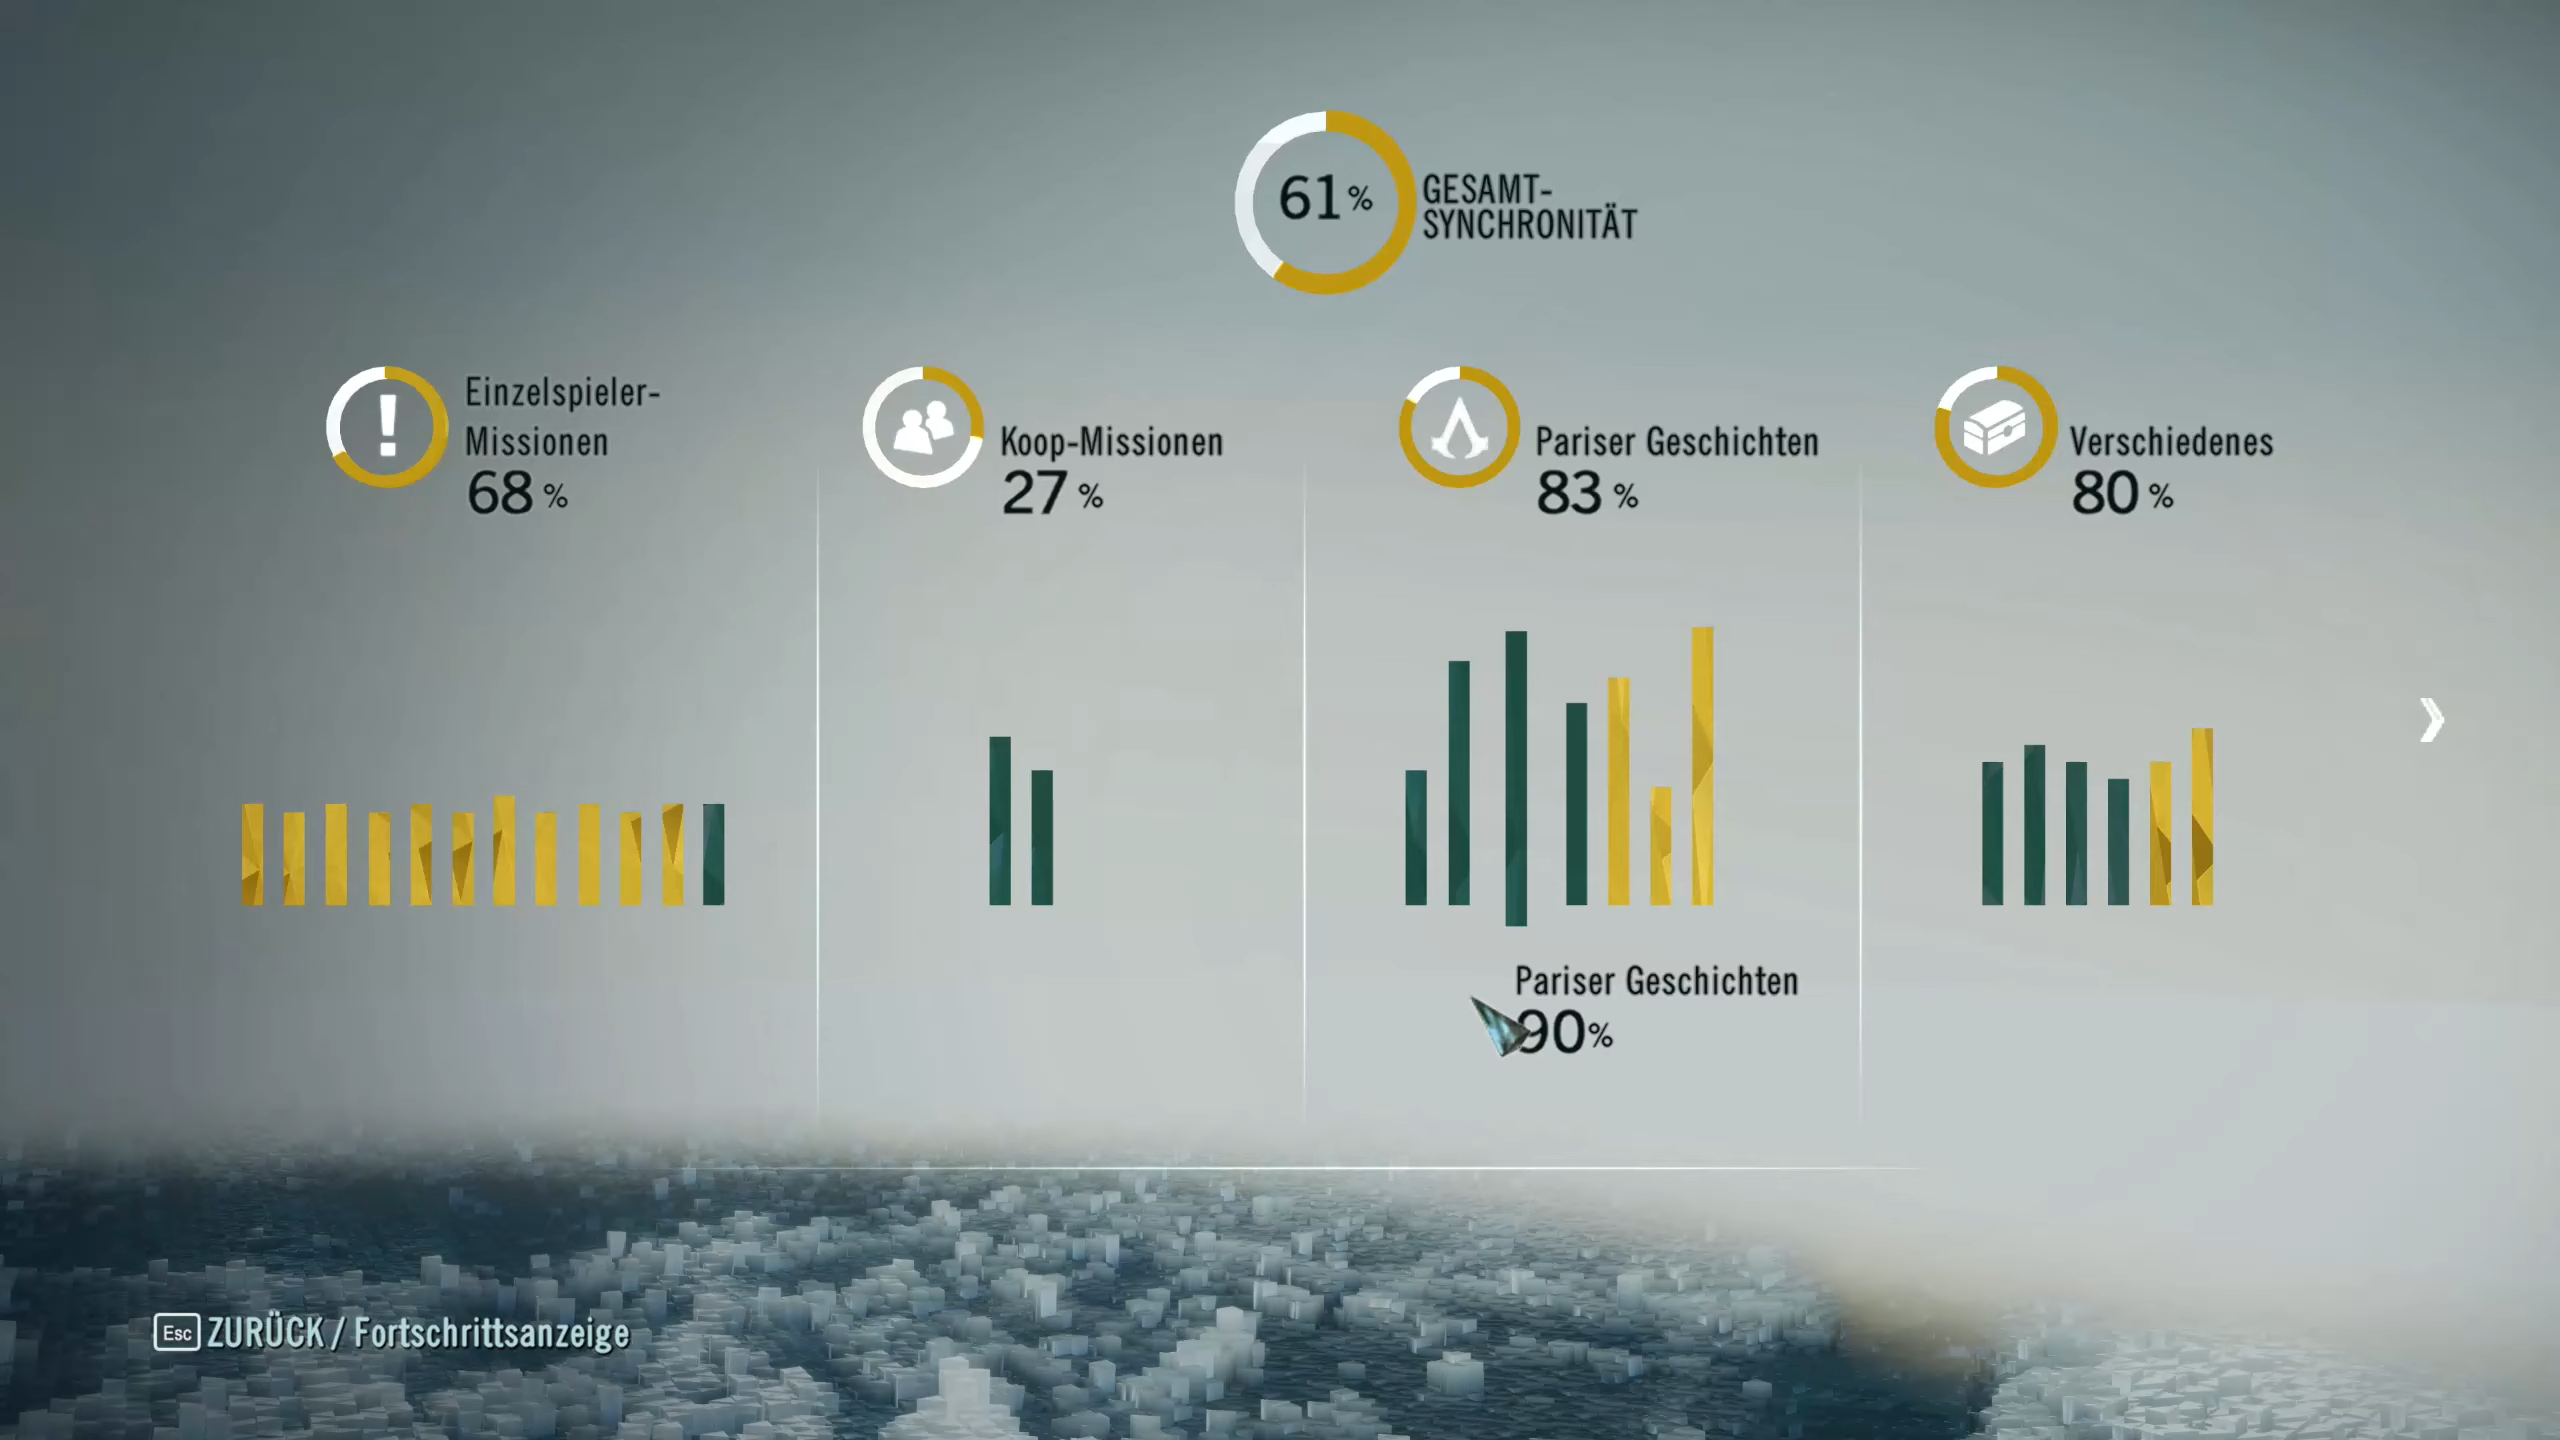 61%
GESAMT-
SYNCHRONITÄT
Einzelspieler-
Missionen
68 %
Koop-Missionen
27 %
Pariser Geschichten
83 %
Verschiedenes
80 %
Pariser Geschichten
90%
Esc ZURÜCK / Fortschrittsanzeige